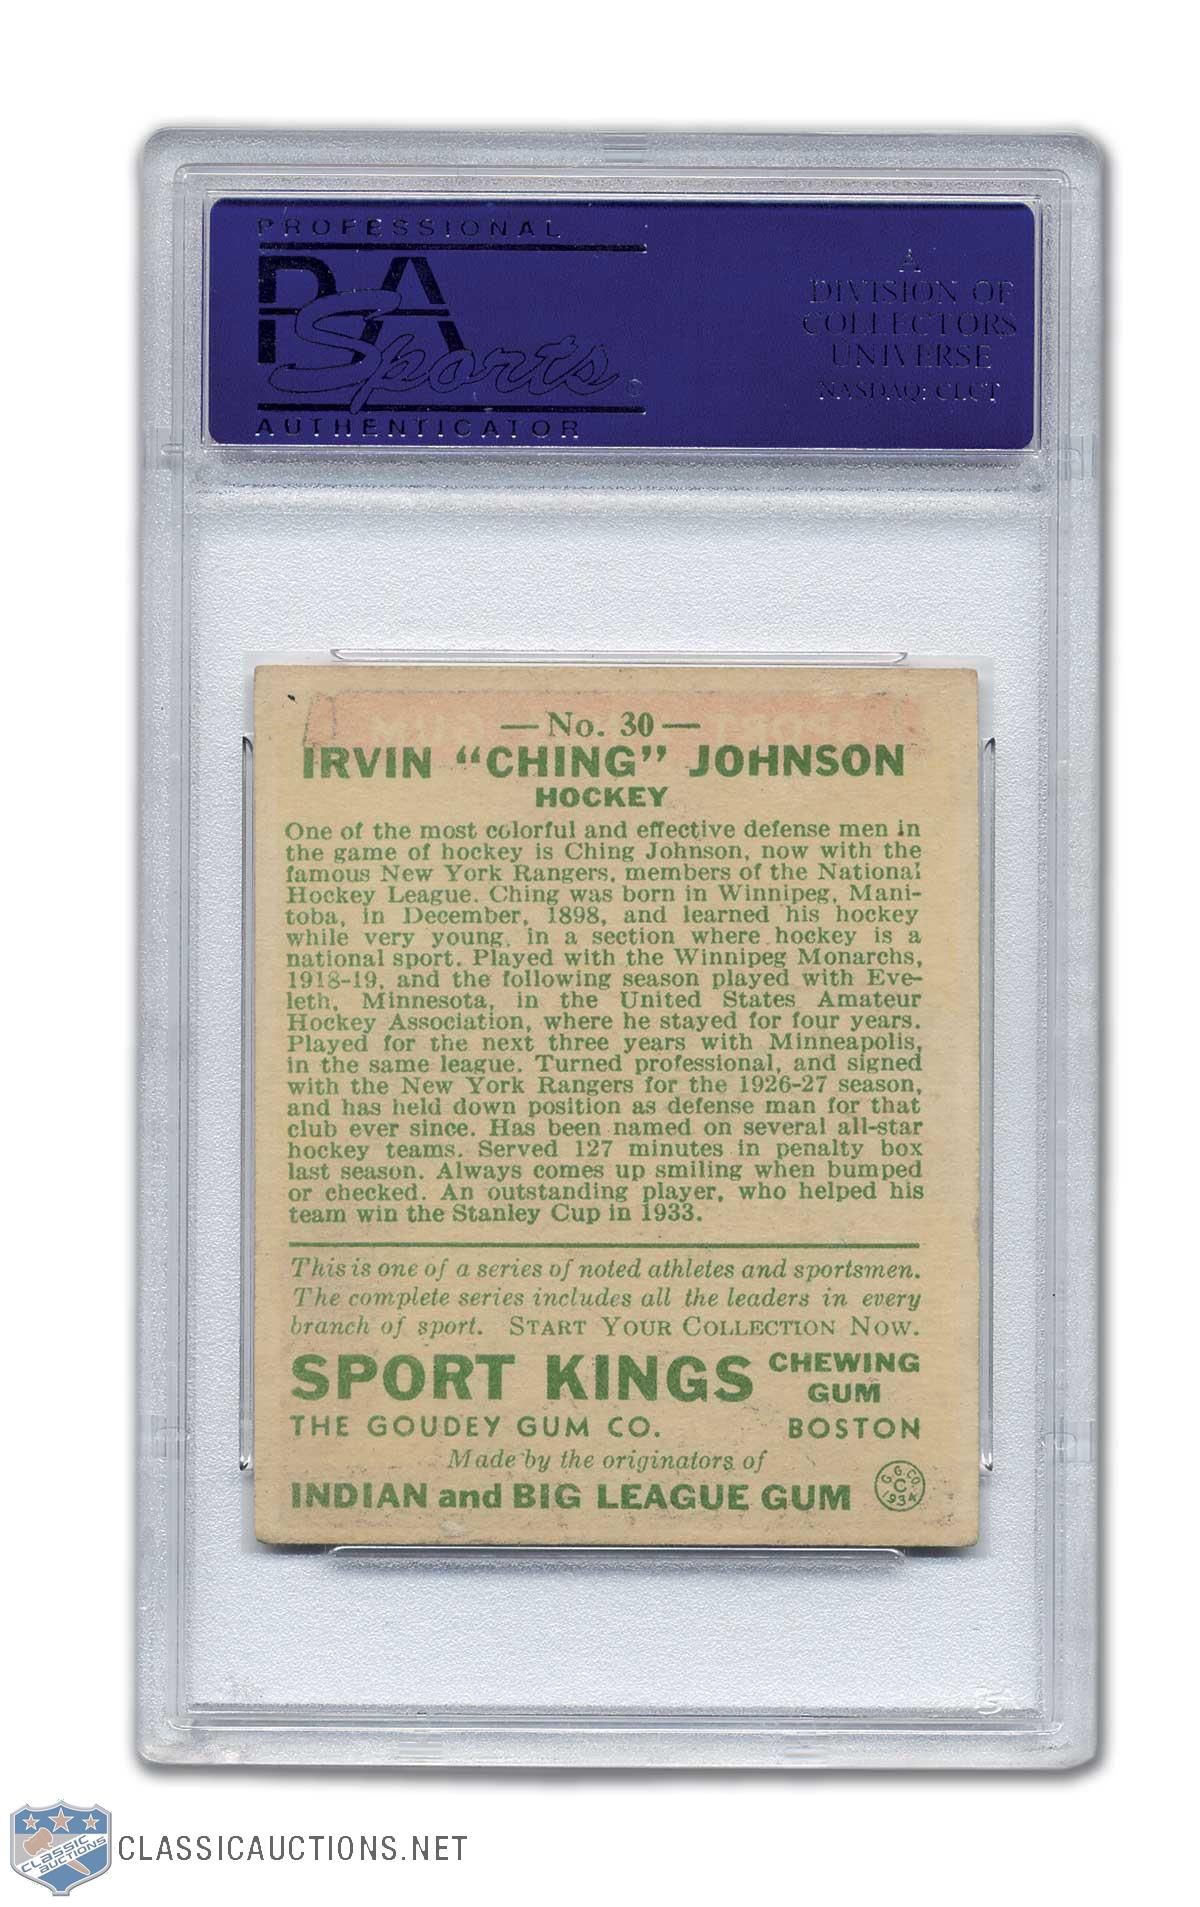 PROFESSIONAL
PSA
Sports ®
AUTHENTICATOR
A
DIVISION OF
COLLECTORS
UNIVERSE
NASDAQ: CLCT
— No. 30 —
IRVIN "CHING" JOHNSON
HOCKEY
One of the most colorful and effective defense men in
the game of hockey is Ching Johnson, now with the
famous New York Rangers, members of the National
Hockey League. Ching was born in Winnipeg, Mani-
toba, in December, 1898, and learned his hockey
while very young, in a section where hockey is a
national sport. Played with the Winnipeg Monarchs,
1918-19, and the following season played with Eve-
leth, Minnesota, in the United States Amateur
Hockey Association, where he stayed for four years.
Played for the next three years with Minneapolis,
in the same league. Turned professional, and signed
with the New York Rangers for the 1926-27 season,
and has held down position as defense man for that
club ever since. Has been named on several all-star
hockey teams. Served 127 minutes in penalty box
last season. Always comes up smiling when bumped
or checked. An outstanding player, who helped his
team win the Stanley Cup in 1933.
This is one of a series of noted athletes and sportsmen.
The complete series includes all the leaders in every
branch of sport. START YOUR COLLECTION NOW.
SPORT KINGS CHEWING GUM
THE GOUDEY GUM CO. BOSTON
Made by the originators of
INDIAN and BIG LEAGUE GUM
G.G.CO. C 1934
CLASSIC AUCTIONS
CLASSICAUCTIONS.NET